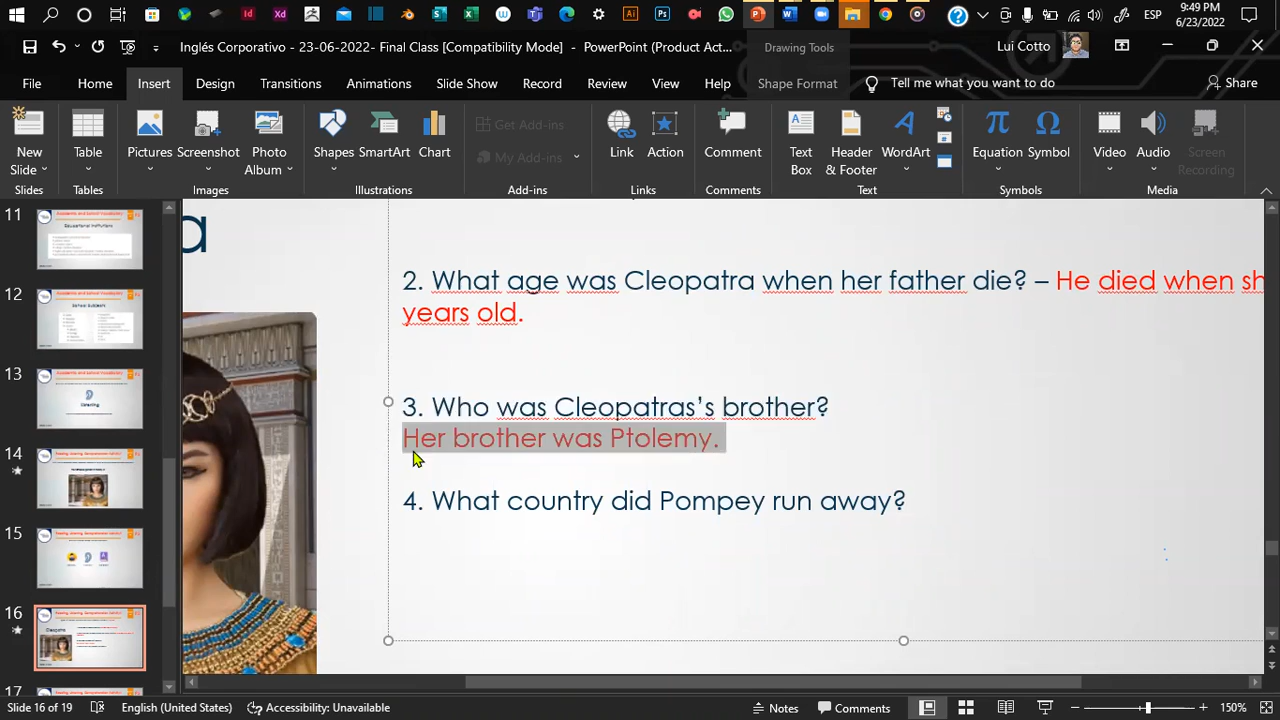 9:49 PM
ESP
6/23/2022
Inglés Corporativo - 23-06-2022- Final Class [Compatibility Mode] - PowerPoint (Product Act...
Drawing Tools
Lui Cotto
File Home Insert Design Slide Show Transitions Animations Record Review View Help Shape Format Tell me what you want to do Share
New Slide
Table
Pictures
Screenshot
Photo Album
Shapes
SmartArt
Chart
Get Add-ins
My Add-ins
Link
Action
Comment
Text Box
Header & Footer
WordArt
Equation
Symbol
Video
Audio
Screen Recording
Slides Tables Images Illustrations Add-ins Links Comments Text Symbols Media
11
Educational Institutions
12
School Subjects
13
14
15
16
Cleopatra
17
a
2. What age was Cleopatra when her father die? – He died when sh
years old.
3. Who was Cleopatras’s brother?
Her brother was Ptolemy.
4. What country did Pompey run away?
Slide 16 of 19 English (United States) Accessibility: Unavailable Notes Comments 150%